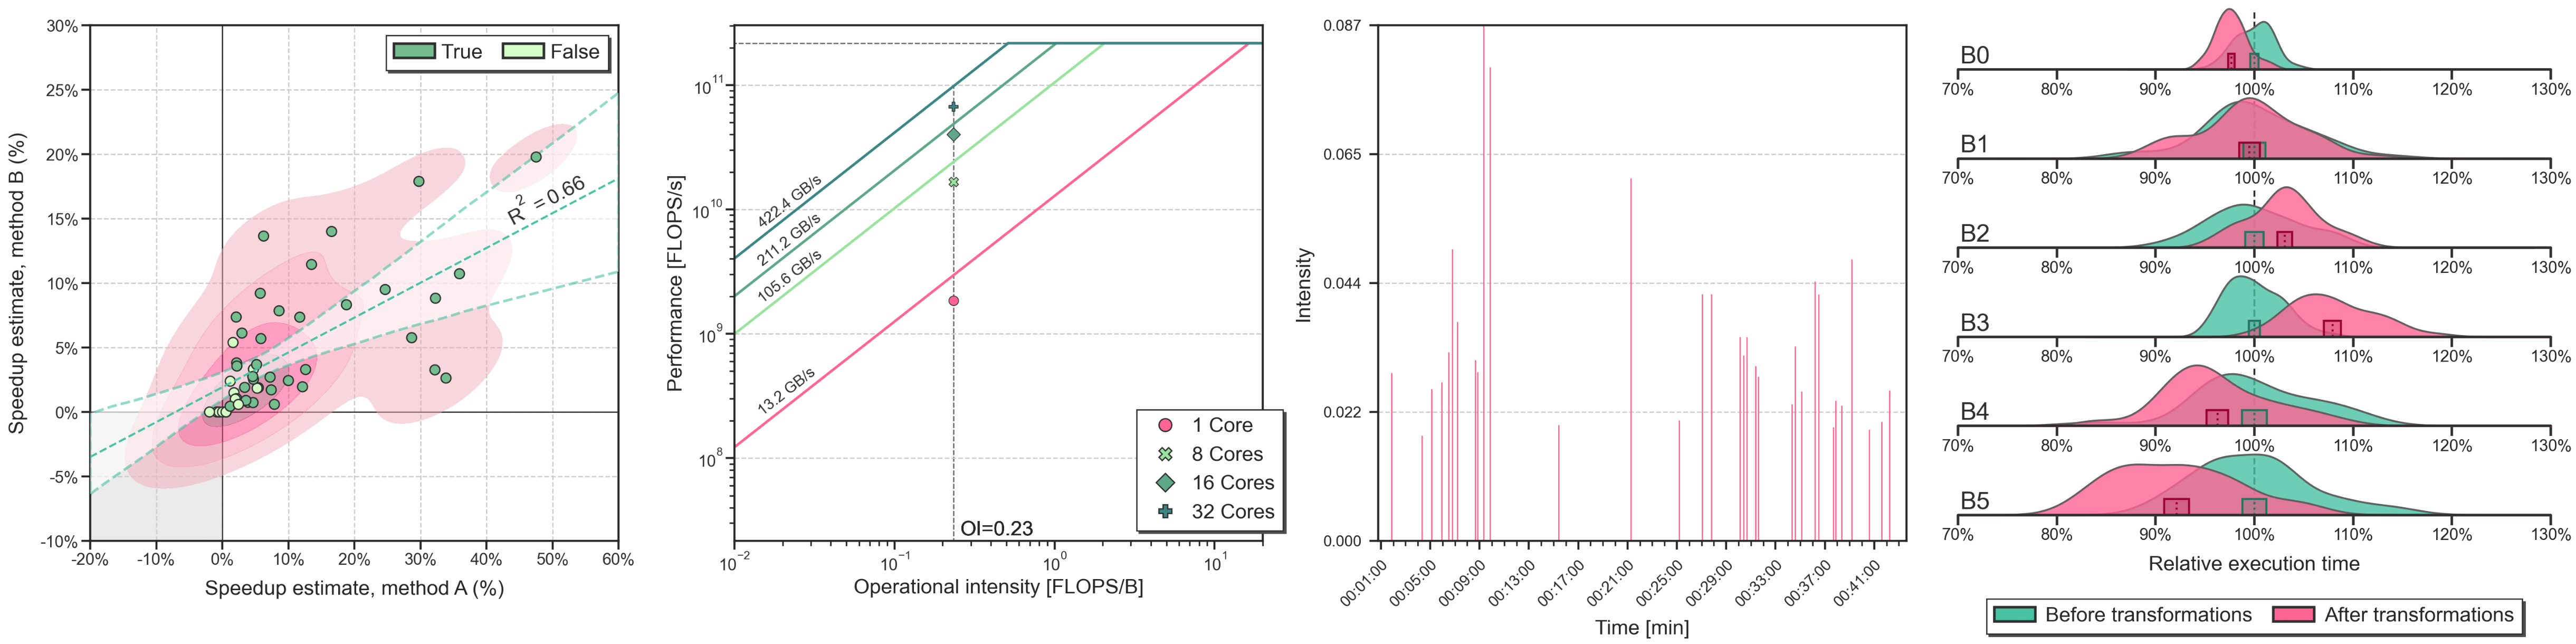 30%
25%
20%
15%
10%
5%
0%
-5%
-10%
-20%
-10%
0%
10%
20%
30%
40%
50%
60%
Speedup estimate, method A (%)
Speedup estimate, method B (%)
True
False
R² = 0.66
10¹¹
10¹⁰
10⁹
10⁸
10⁻²
10⁻¹
10⁰
10¹
Operational intensity [FLOPS/B]
Performance [FLOPS/s]
422.4 GB/s
211.2 GB/s
105.6 GB/s
13.2 GB/s
OI=0.23
1 Core
8 Cores
16 Cores
32 Cores
0.087
0.065
0.044
0.022
0.000
Intensity
00:01:00
00:05:00
00:09:00
00:13:00
00:17:00
00:21:00
00:25:00
00:29:00
00:33:00
00:37:00
00:41:00
Time [min]
B0
70% 80% 90% 100% 110% 120% 130%
B1
70% 80% 90% 100% 110% 120% 130%
B2
70% 80% 90% 100% 110% 120% 130%
B3
70% 80% 90% 100% 110% 120% 130%
B4
70% 80% 90% 100% 110% 120% 130%
B5
70% 80% 90% 100% 110% 120% 130%
Relative execution time
Before transformations
After transformations